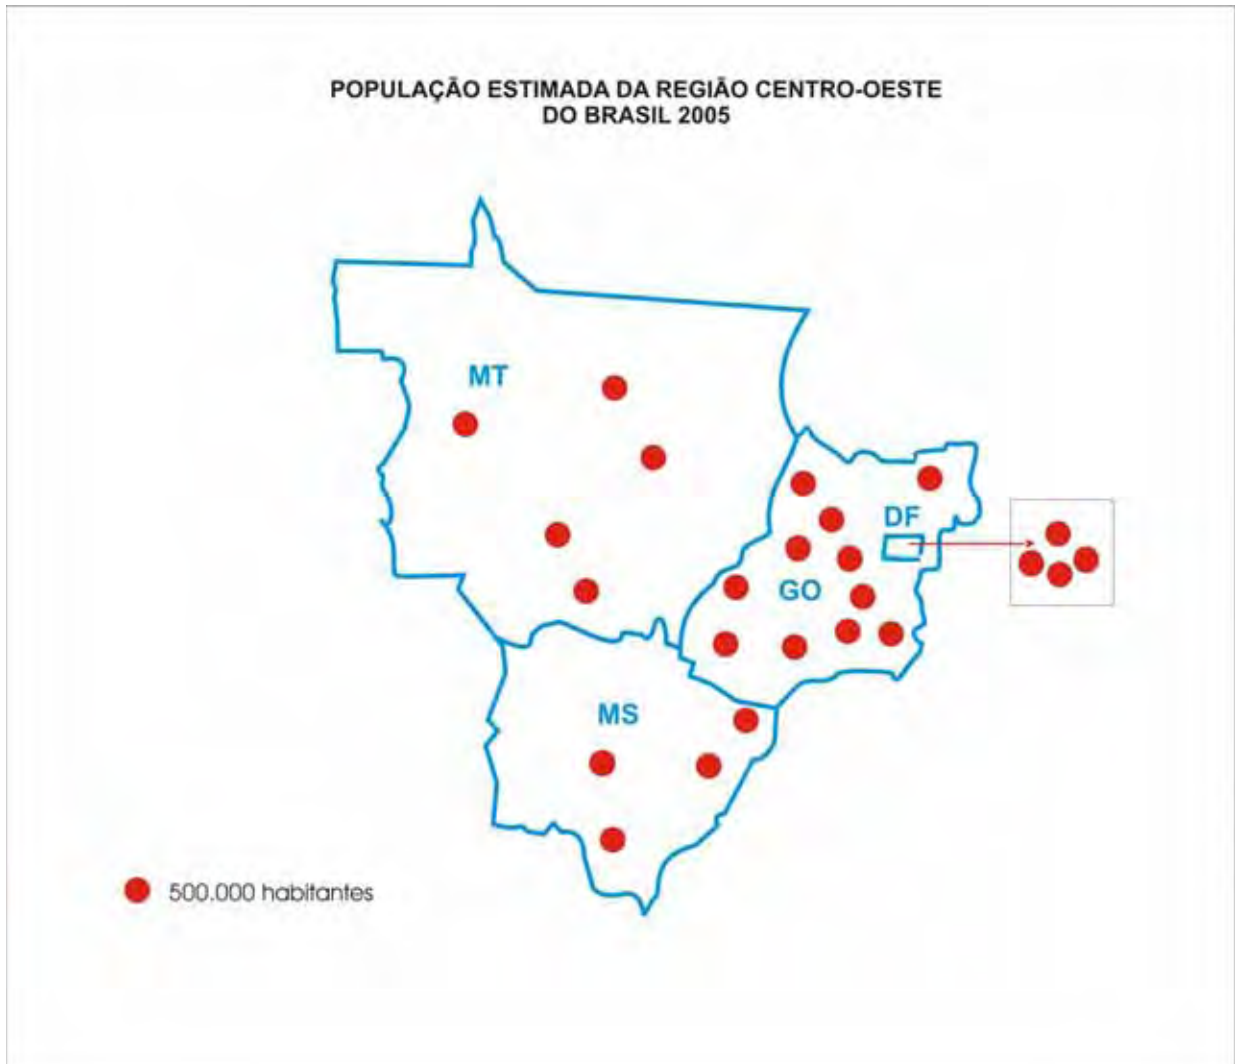 POPULAÇÃO ESTIMADA DA REGIÃO CENTRO-OESTE
DO BRASIL 2005
MT
DF
GO
MS
500.000 habitantes